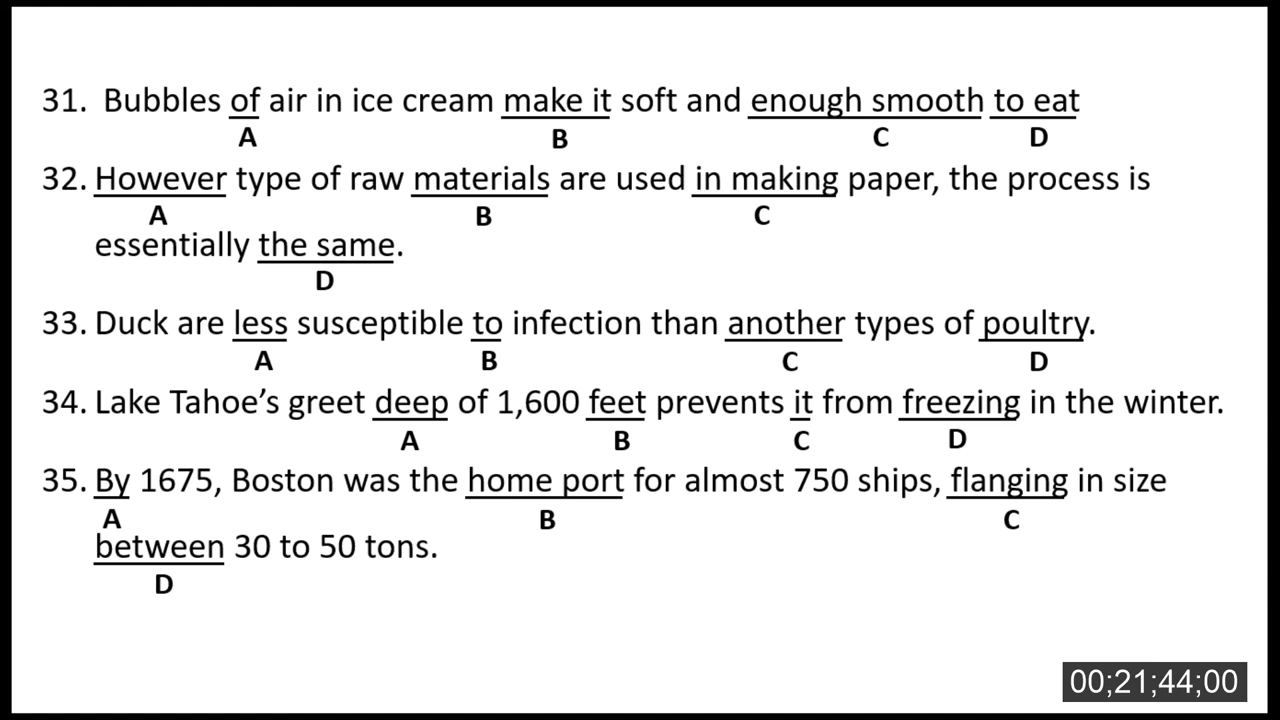 31. Bubbles of air in ice cream make it soft and enough smooth to eat
A B C D
32. However type of raw materials are used in making paper, the process is
A B C
essentially the same.
D
33. Duck are less susceptible to infection than another types of poultry.
A B C D
34. Lake Tahoe’s greet deep of 1,600 feet prevents it from freezing in the winter.
A B C D
35. By 1675, Boston was the home port for almost 750 ships, flanging in size
A B C
between 30 to 50 tons.
D
00;21;44;00